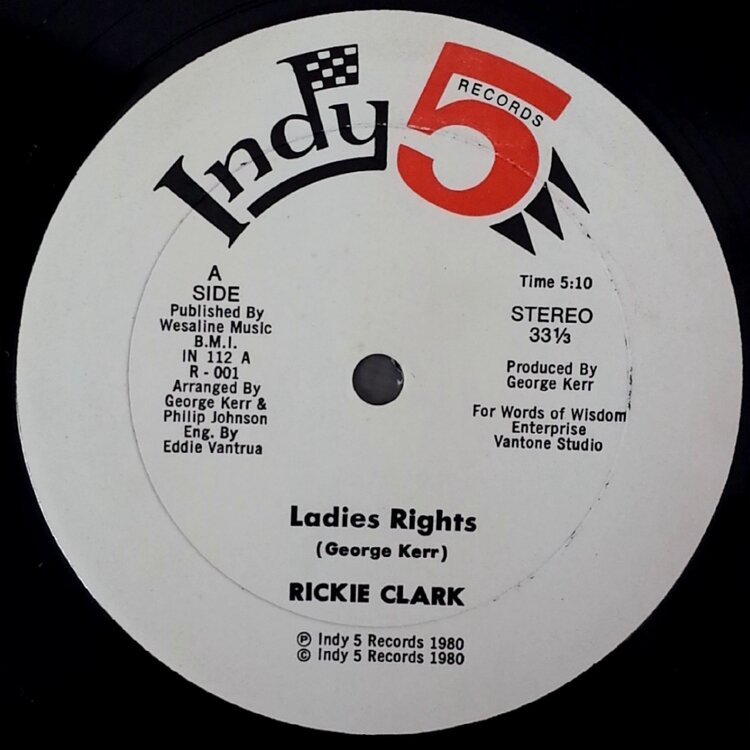 Indy 5
RECORDS
A
SIDE
Published By
Wesaline Music
B.M.I.
IN 112 A
R - 001
Arranged By
George Kerr &
Philip Johnson
Eng. By
Eddie Vantrua
Time 5:10
STEREO
33⅓
Produced By
George Kerr
For Words of Wisdom
Enterprise
Vantone Studio
Ladies Rights
(George Kerr)
RICKIE CLARK
℗ Indy 5 Records 1980
© Indy 5 Records 1980